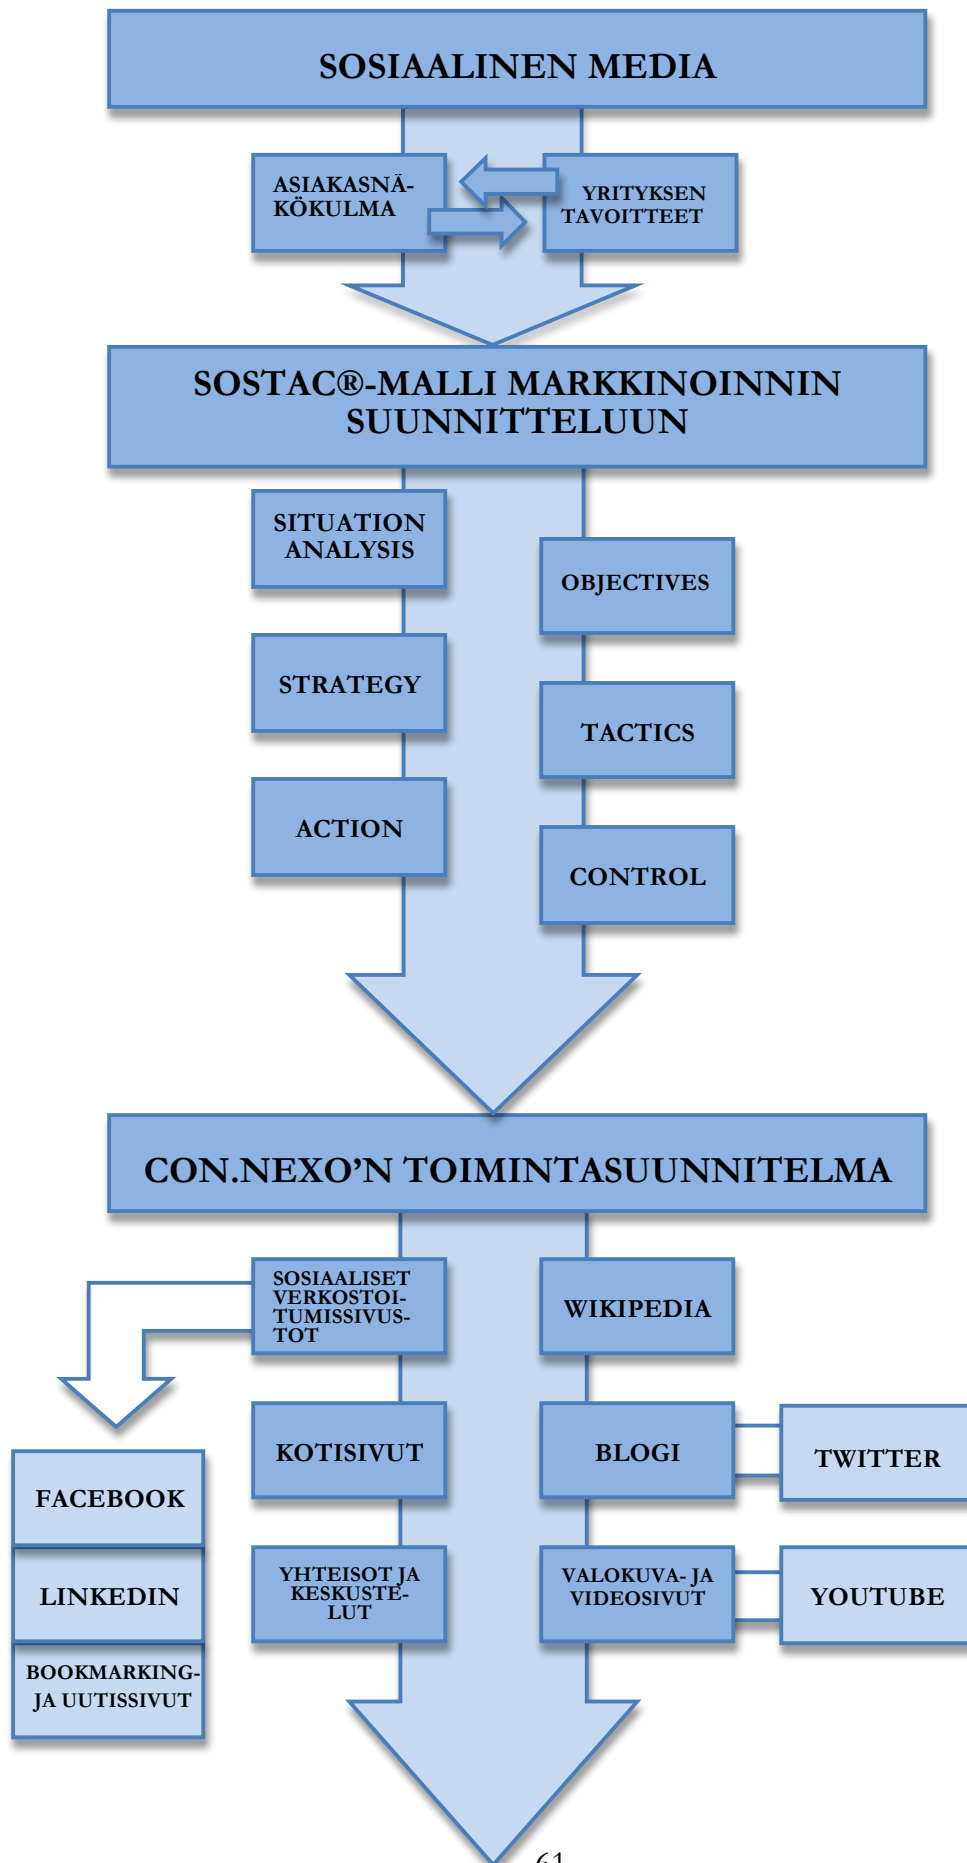 SOSIAALINEN MEDIA
ASIAKASNÄ-
KÖKULMA
YRITYKSEN
TAVOITTEET
SOSTAC®-MALLI MARKKINOINNIN
SUUNNITTELUUN
SITUATION
ANALYSIS
OBJECTIVES
STRATEGY
TACTICS
ACTION
CONTROL
CON.NEXO’N TOIMINTASUUNNITELMA
SOSIAALISET
VERKOSTOI-
TUMISSIVUS-
TOT
WIKIPEDIA
KOTISIVUT
BLOGI
TWITTER
FACEBOOK
YHTEISOT JA
KESKUSTE-
LUT
VALOKUVA- JA
VIDEOSIVUT
YOUTUBE
LINKEDIN
BOOKMARKING-
JA UUTISSIVUT
61